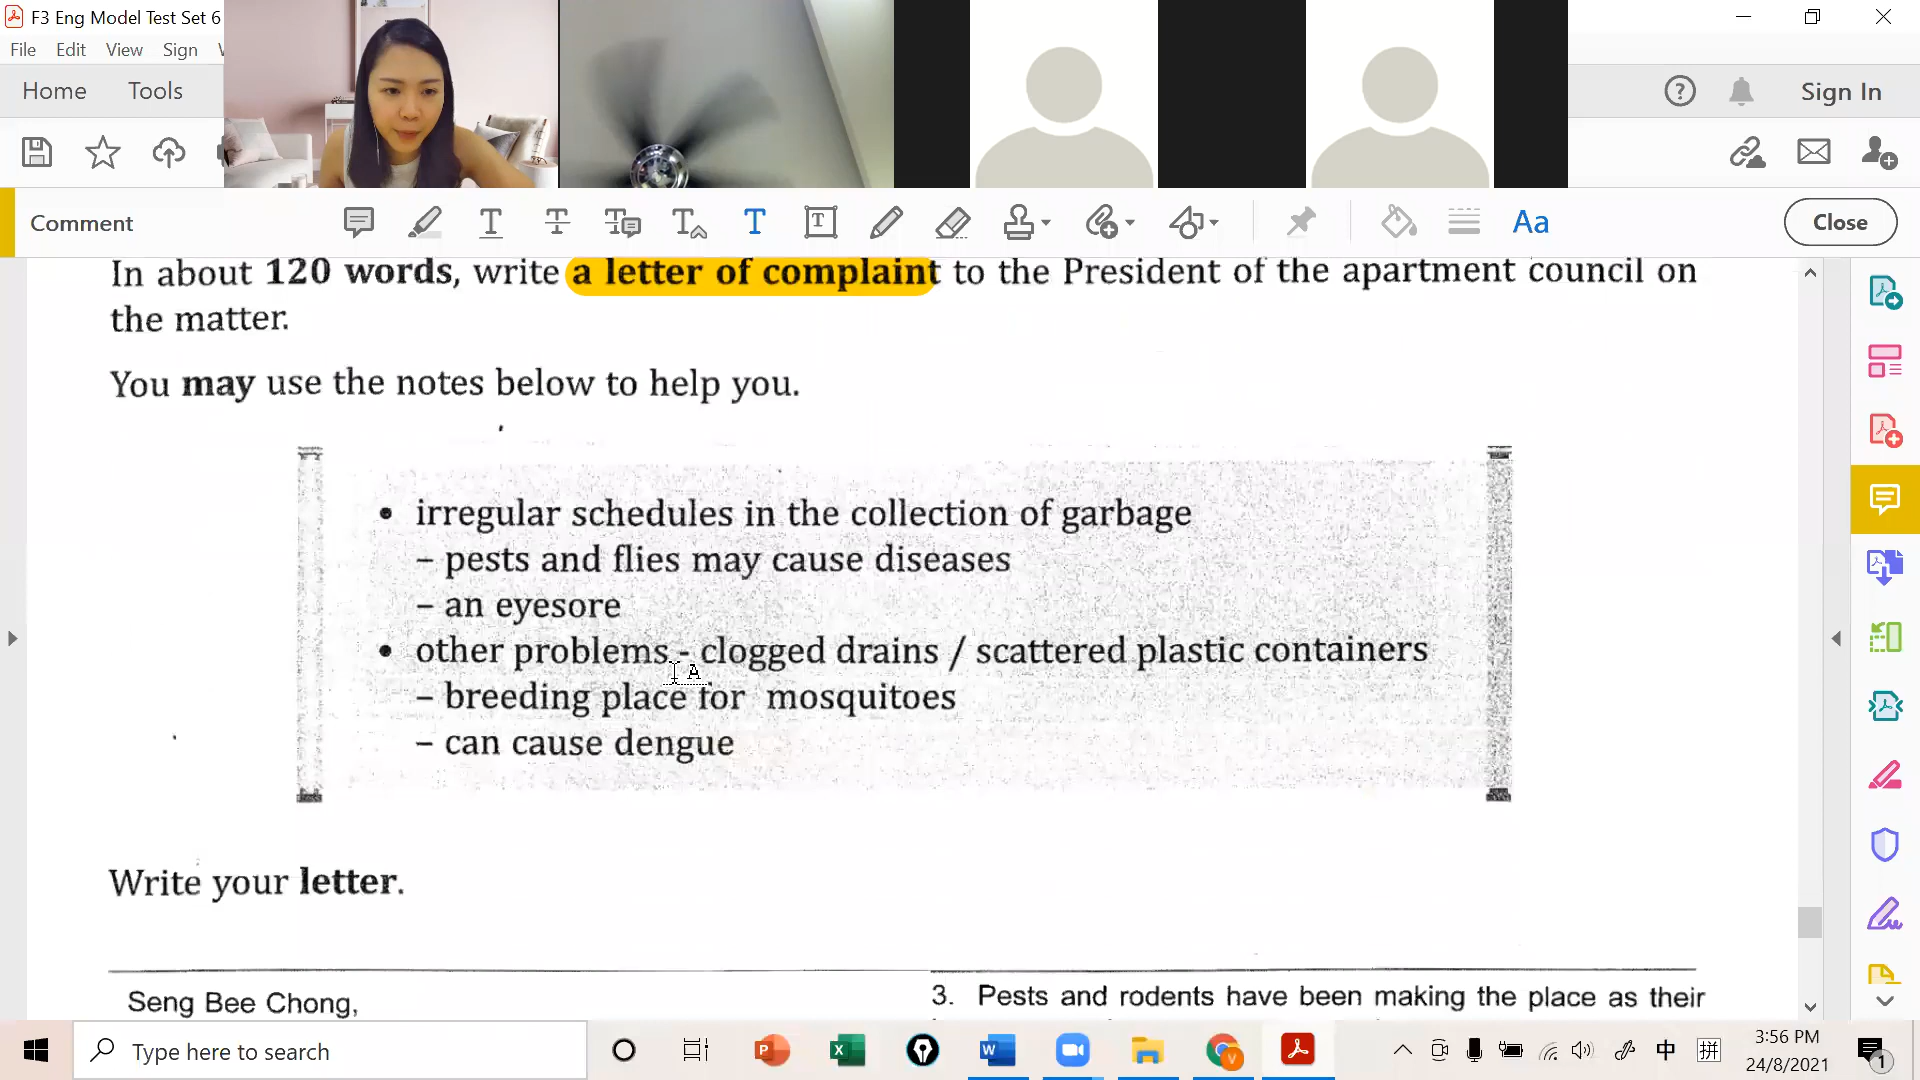 F3 Eng Model Test Set 6
File Edit View Sign
Home Tools
Sign In
Comment
Close
In about 120 words, write a letter of complaint to the President of the apartment council on
the matter.
You may use the notes below to help you.
• irregular schedules in the collection of garbage
– pests and flies may cause diseases
– an eyesore
• other problems - clogged drains / scattered plastic containers
– breeding place for mosquitoes
– can cause dengue
Write your letter.
Seng Bee Chong,
3. Pests and rodents have been making the place as their
Type here to search
中
拼
3:56 PM
24/8/2021
1